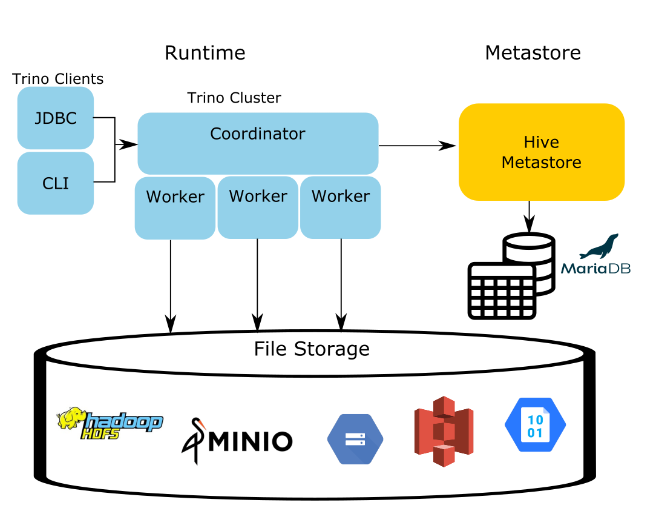 Runtime
Metastore
Trino Clients
Trino Cluster
JDBC
CLI
Coordinator
Worker
Worker
Worker
Hive
Metastore
MariaDB
File Storage
hadoop
HDFS
MINIO
10
01